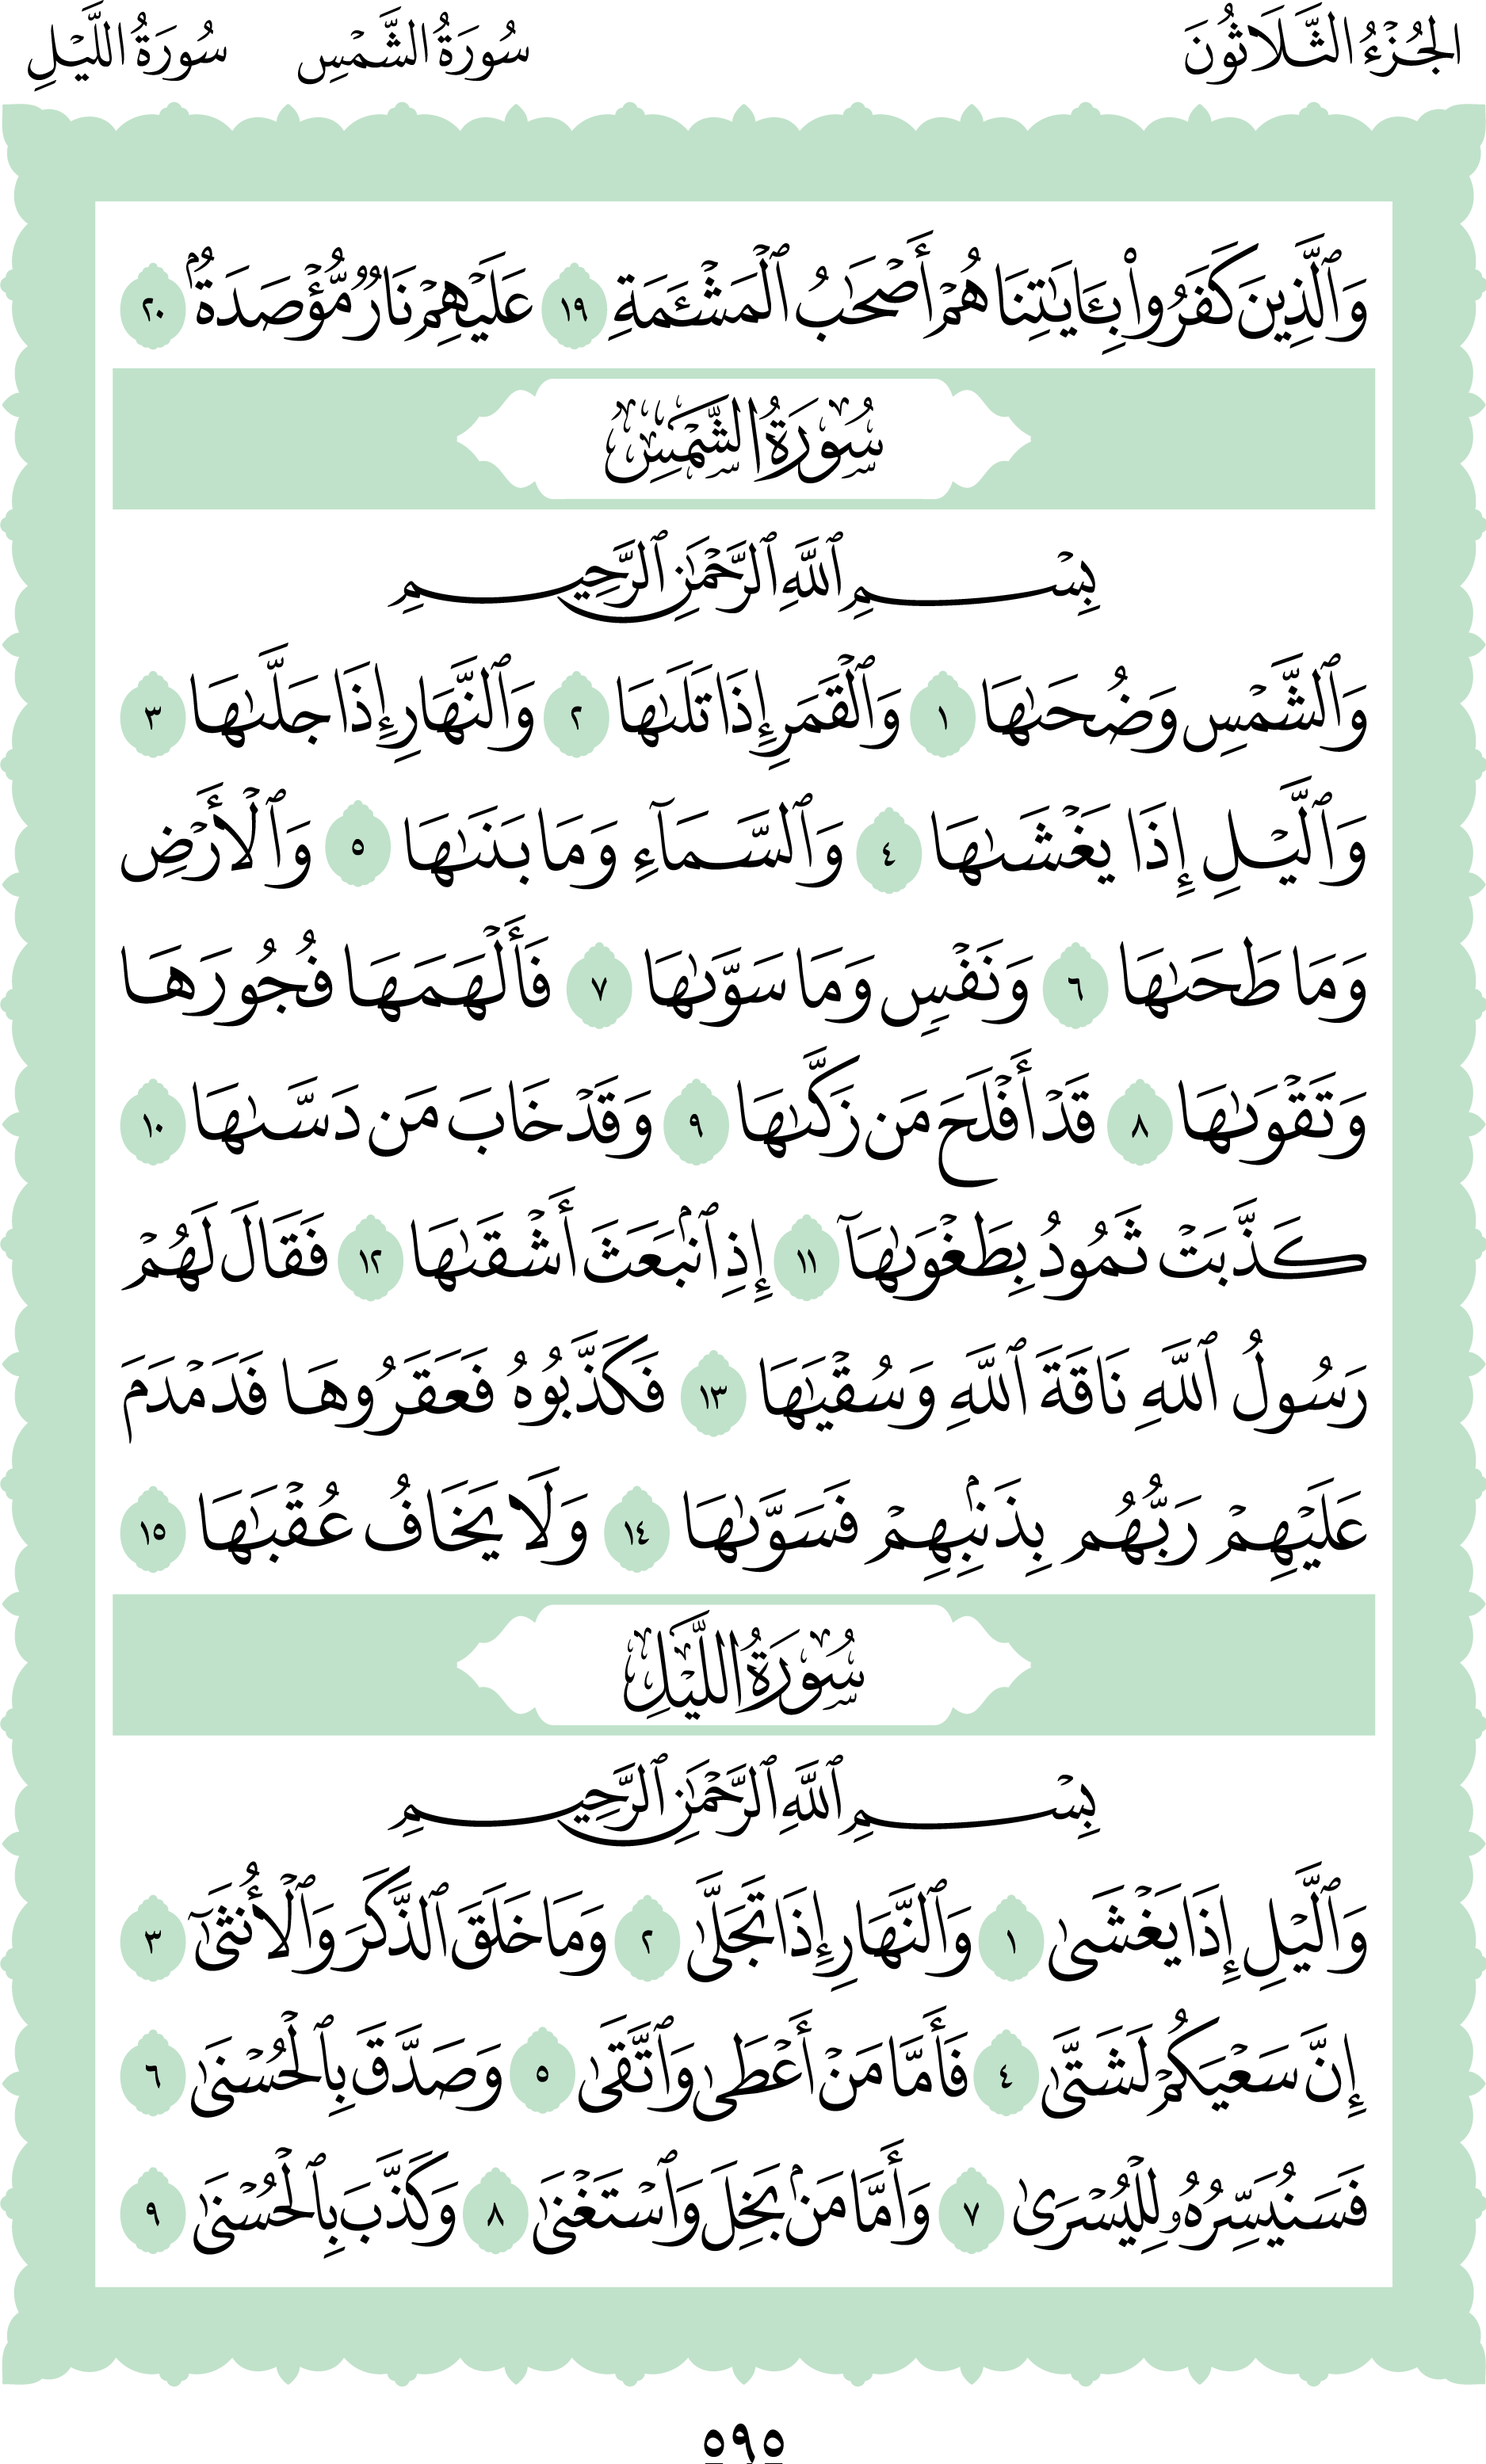 الجُزْءُ الثَّلَاثُونَ سُورَةُ الشَّمْسِ سُورَةُ اللَّيْلِ
وَٱلَّذِينَ كَفَرُوا۟ بِـَٔايَـٰتِنَا هُمْ أَصْحَـٰبُ ٱلْمَشْـَٔمَةِ ١٩ عَلَيْهِمْ نَارٌ مُّؤْصَدَةٌۢ ٢٠
سُورَةُ الشَّمْسِ
بِسْمِ ٱللَّهِ ٱلرَّحْمَـٰنِ ٱلرَّحِيمِ
وَٱلشَّمْسِ وَضُحَىٰهَا ١ وَٱلْقَمَرِ إِذَا تَلَىٰهَا ٢ وَٱلنَّهَارِ إِذَا جَلَّىٰهَا ٣
وَٱلَّيْلِ إِذَا يَغْشَىٰهَا ٤ وَٱلسَّمَآءِ وَمَا بَنَىٰهَا ٥ وَٱلْأَرْضِ
وَمَا طَحَىٰهَا ٦ وَنَفْسٍ وَمَا سَوَّىٰهَا ٧ فَأَلْهَمَهَا فُجُورَهَا
وَتَقْوَىٰهَا ٨ قَدْ أَفْلَحَ مَن زَكَّىٰهَا ٩ وَقَدْ خَابَ مَن دَسَّىٰهَا ١٠
كَذَّبَتْ ثَمُودُ بِطَغْوَىٰهَآ ١١ إِذِ ٱنۢبَعَثَ أَشْقَىٰهَا ١٢ فَقَالَ لَهُمْ
رَسُولُ ٱللَّهِ نَاقَةَ ٱللَّهِ وَسُقْيَـٰهَا ١٣ فَكَذَّبُوهُ فَعَقَرُوهَا فَدَمْدَمَ
عَلَيْهِمْ رَبُّهُم بِذَنۢبِهِمْ فَسَوَّىٰهَا ١٤ وَلَا يَخَافُ عُقْبَـٰهَا ١٥
سُورَةُ اللَّيْلِ
بِسْمِ ٱللَّهِ ٱلرَّحْمَـٰنِ ٱلرَّحِيمِ
وَٱلَّيْلِ إِذَا يَغْشَىٰ ١ وَٱلنَّهَارِ إِذَا تَجَلَّىٰ ٢ وَمَا خَلَقَ ٱلذَّكَرَ وَٱلْأُنثَىٰٓ ٣
إِنَّ سَعْيَكُمْ لَشَتَّىٰ ٤ فَأَمَّا مَنْ أَعْطَىٰ وَٱتَّقَىٰ ٥ وَصَدَّقَ بِٱلْحُسْنَىٰ ٦
فَسَنُيَسِّرُهُۥ لِلْيُسْرَىٰ ٧ وَأَمَّا مَنۢ بَخِلَ وَٱسْتَغْنَىٰ ٨ وَكَذَّبَ بِٱلْحُسْنَىٰ ٩
٥٩٥